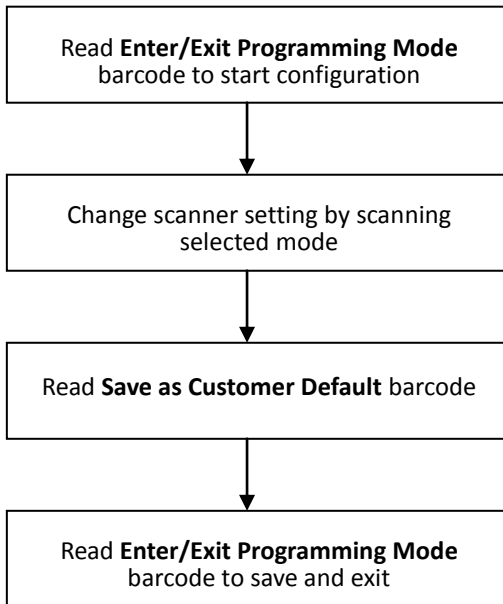 Read Enter/Exit Programming Mode
barcode to start configuration
Change scanner setting by scanning
selected mode
Read Save as Customer Default barcode
Read Enter/Exit Programming Mode
barcode to save and exit